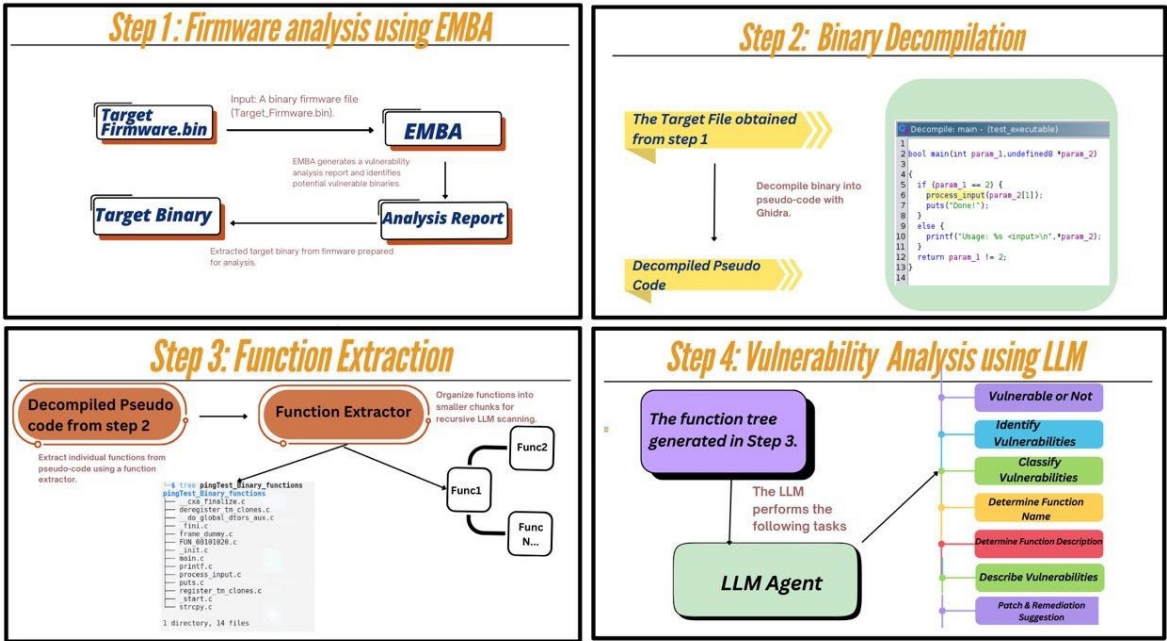 Step 1: Firmware analysis using EMBA
Target
Firmware.bin
Input: A binary firmware file
(Target_Firmware.bin).
EMBA
EMBA generates a vulnerability
analysis report and identifies
potential vulnerable binaries.
Target Binary
Analysis Report
Extracted target binary from firmware prepared
for analysis.
Step 2: Binary Decompilation
The Target File obtained
from step 1
Decompile binary into
pseudo-code with
Ghidra.
Decompiled Pseudo
Code
Decompile: main - (test_executable)
1
2 bool main(int param_1,undefined8 *param_2)
3
4 {
5 if (param_1 == 2) {
6 process_input(param_2[1]);
7 puts("Done!");
8 }
9 else {
10 printf("Usage: %s <input>\n",*param_2);
11 }
12 return param_1 != 2;
13 }
14
Step 3: Function Extraction
Decompiled Pseudo
code from step 2
Function Extractor
Organize functions into
smaller chunks for
recursive LLM scanning.
Extract individual functions from
pseudo-code using a function
extractor.
Func2
Func1
Func
N...
└─$ tree pingTest_Binary_functions
pingTest_Binary_functions
├── __cxa_finalize.c
├── deregister_tm_clones.c
├── __do_global_dtors_aux.c
├── _fini.c
├── frame_dummy.c
├── FUN_00101020.c
├── _init.c
├── main.c
├── printf.c
├── process_input.c
├── puts.c
├── register_tm_clones.c
├── _start.c
└── strcpy.c
1 directory, 14 files
Step 4: Vulnerability Analysis using LLM
The function tree
generated in Step 3.
The LLM
performs the
following tasks
LLM Agent
Vulnerable or Not
Identify
Vulnerabilities
Classify
Vulnerabilities
Determine Function
Name
Determine Function Description
Describe Vulnerabilities
Patch & Remediation
Suggestion